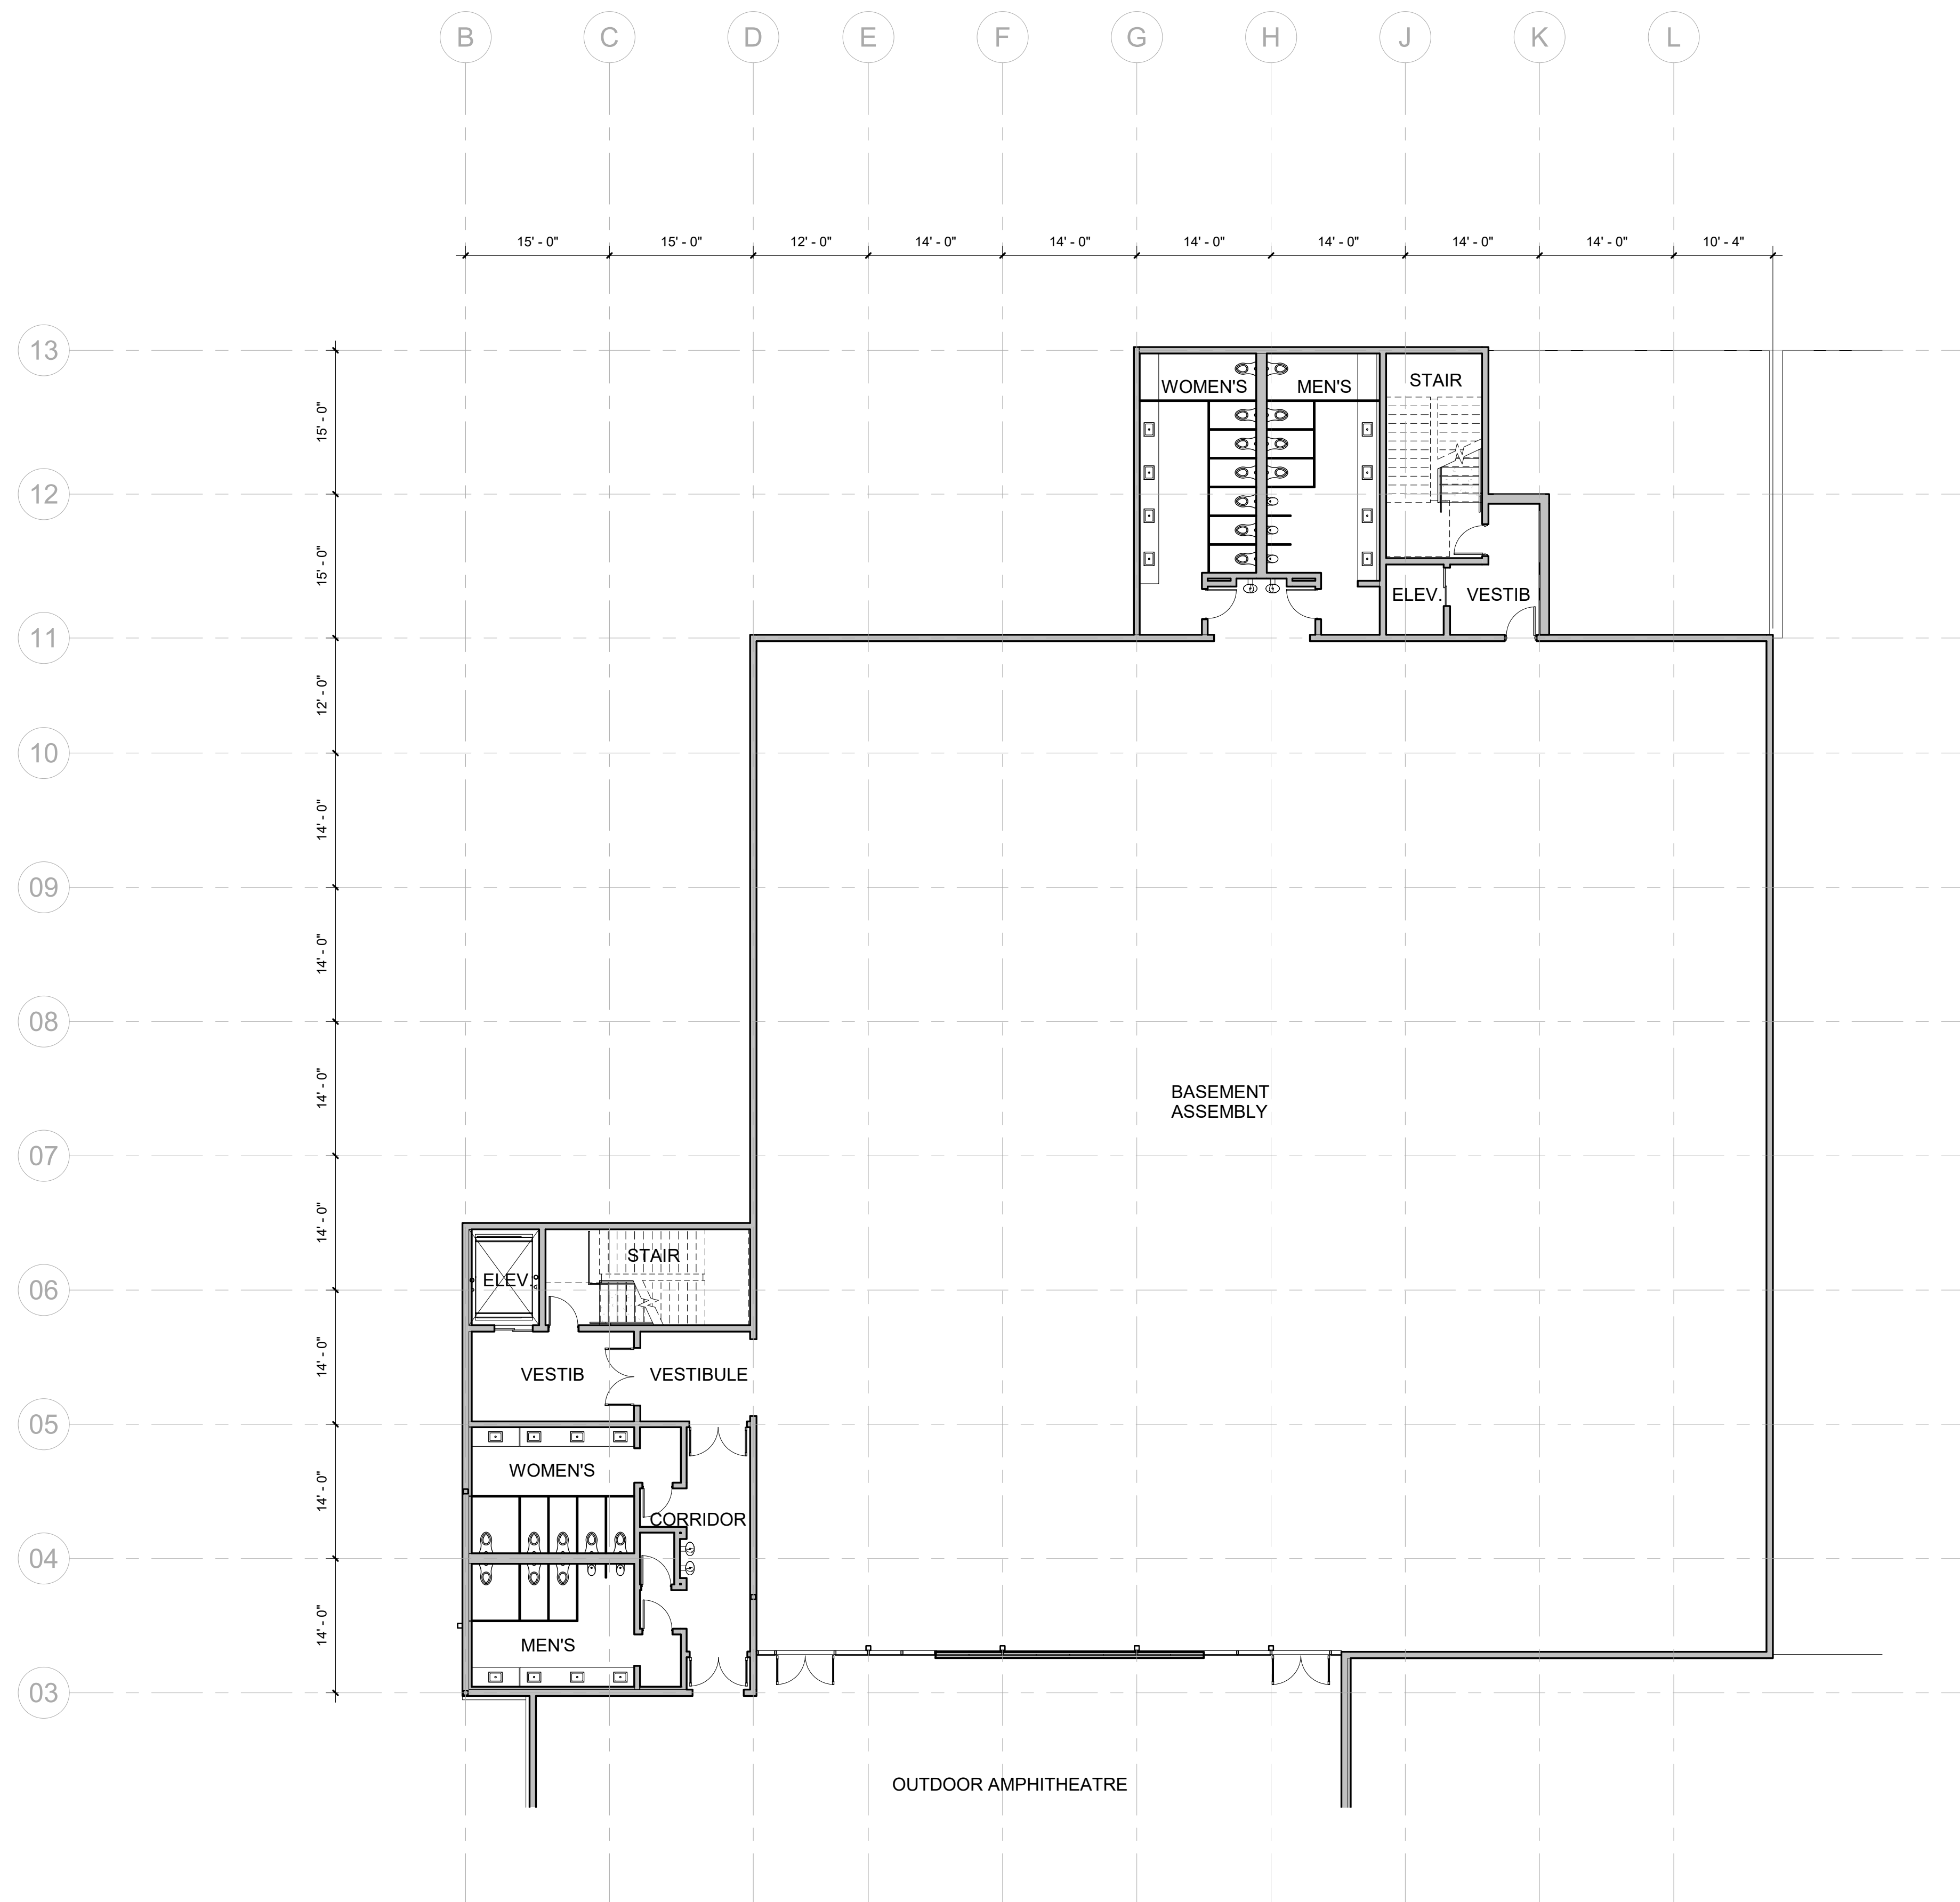 B C D E F G H J K L
15' - 0" 15' - 0" 12' - 0" 14' - 0" 14' - 0" 14' - 0" 14' - 0" 14' - 0" 14' - 0" 10' - 4"
13
15' - 0"
WOMEN'S MEN'S STAIR
12
15' - 0"
ELEV. VESTIB
11
12' - 0"
10
14' - 0"
09
14' - 0"
08
14' - 0"
BASEMENT
ASSEMBLY
07
14' - 0"
STAIR
ELEV.
06
14' - 0"
VESTIB VESTIBULE
05
WOMEN'S
14' - 0"
CORRIDOR
04
14' - 0"
MEN'S
03
OUTDOOR AMPHITHEATRE